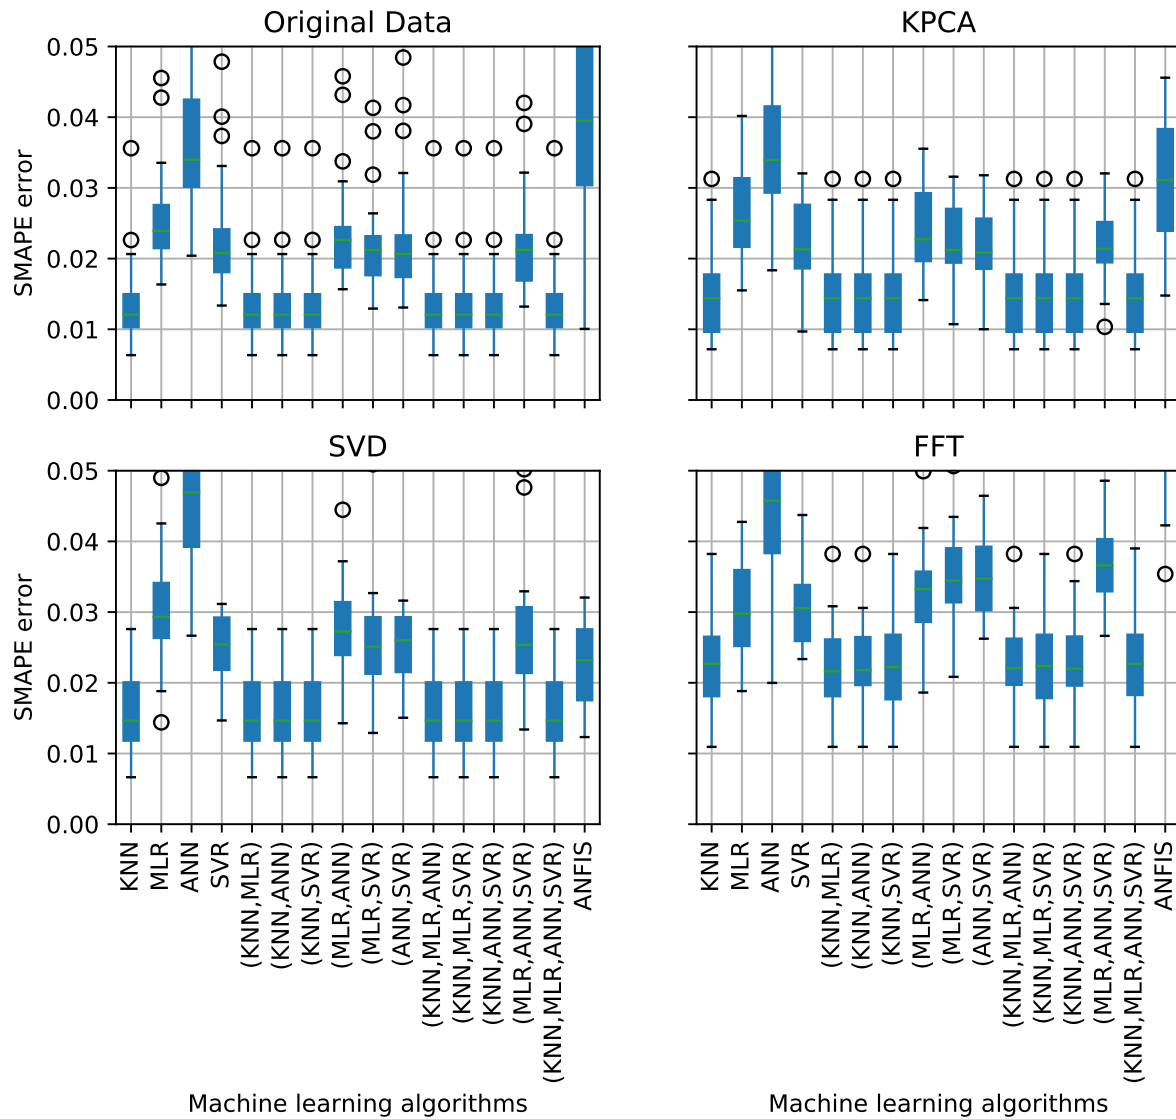 Original Data
KPCA
SMAPE error
0.05
0.04
0.03
0.02
0.01
0.00
SVD
FFT
SMAPE error
0.05
0.04
0.03
0.02
0.01
0.00
KNN
MLR
ANN
SVR
(KNN,MLR)
(KNN,ANN)
(KNN,SVR)
(MLR,ANN)
(MLR,SVR)
(ANN,SVR)
(KNN,MLR,ANN)
(KNN,MLR,SVR)
(KNN,ANN,SVR)
(MLR,ANN,SVR)
(KNN,MLR,ANN,SVR)
ANFIS
KNN
MLR
ANN
SVR
(KNN,MLR)
(KNN,ANN)
(KNN,SVR)
(MLR,ANN)
(MLR,SVR)
(ANN,SVR)
(KNN,MLR,ANN)
(KNN,MLR,SVR)
(KNN,ANN,SVR)
(MLR,ANN,SVR)
(KNN,MLR,ANN,SVR)
ANFIS
Machine learning algorithms
Machine learning algorithms